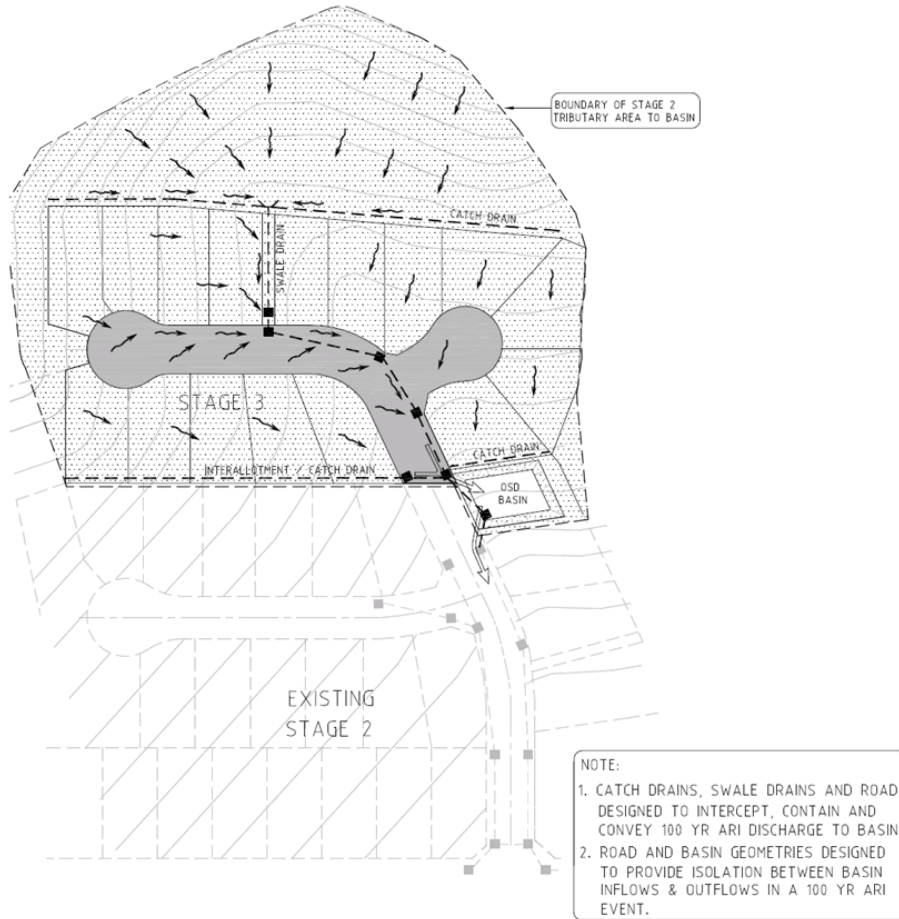 BOUNDARY OF STAGE 2
TRIBUTARY AREA TO BASIN
CATCH DRAIN
SWALE DRAIN
STAGE 3
CATCH DRAIN
INTERALLOTMENT / CATCH DRAIN
OSD
BASIN
EXISTING
STAGE 2
NOTE:
1. CATCH DRAINS, SWALE DRAINS AND ROAD
DESIGNED TO INTERCEPT, CONTAIN AND
CONVEY 100 YR ARI DISCHARGE TO BASIN
2. ROAD AND BASIN GEOMETRIES DESIGNED
TO PROVIDE ISOLATION BETWEEN BASIN
INFLOWS & OUTFLOWS IN A 100 YR ARI
EVENT.